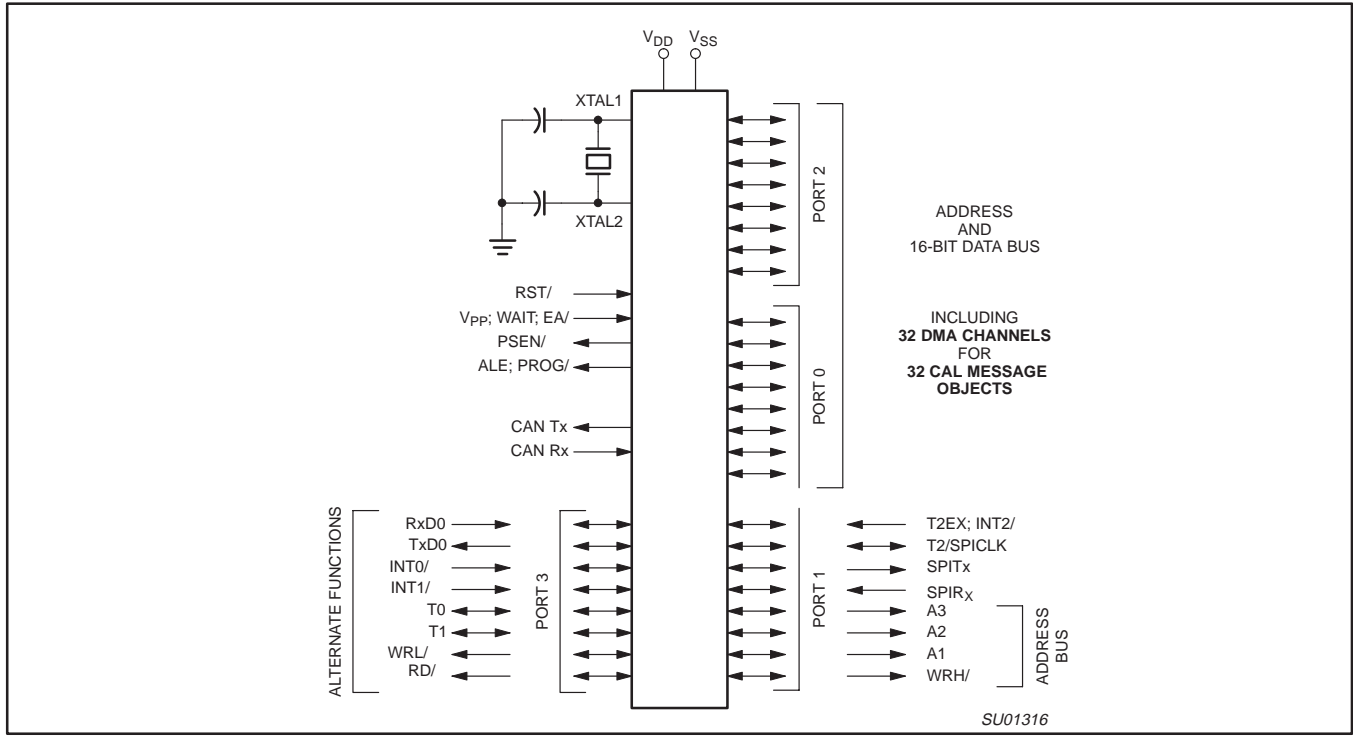 VDD
VSS
XTAL1
XTAL2
RST/
VPP; WAIT; EA/
PSEN/
ALE; PROG/
CAN Tx
CAN Rx
PORT 2
PORT 0
ADDRESS
AND
16-BIT DATA BUS
INCLUDING
32 DMA CHANNELS
FOR
32 CAL MESSAGE
OBJECTS
ALTERNATE FUNCTIONS
RxD0
TxD0
INT0/
INT1/
T0
T1
WRL/
RD/
PORT 3
PORT 1
T2EX; INT2/
T2/SPICLK
SPITx
SPIRX
A3
A2
A1
WRH/
ADDRESS
BUS
SU01316